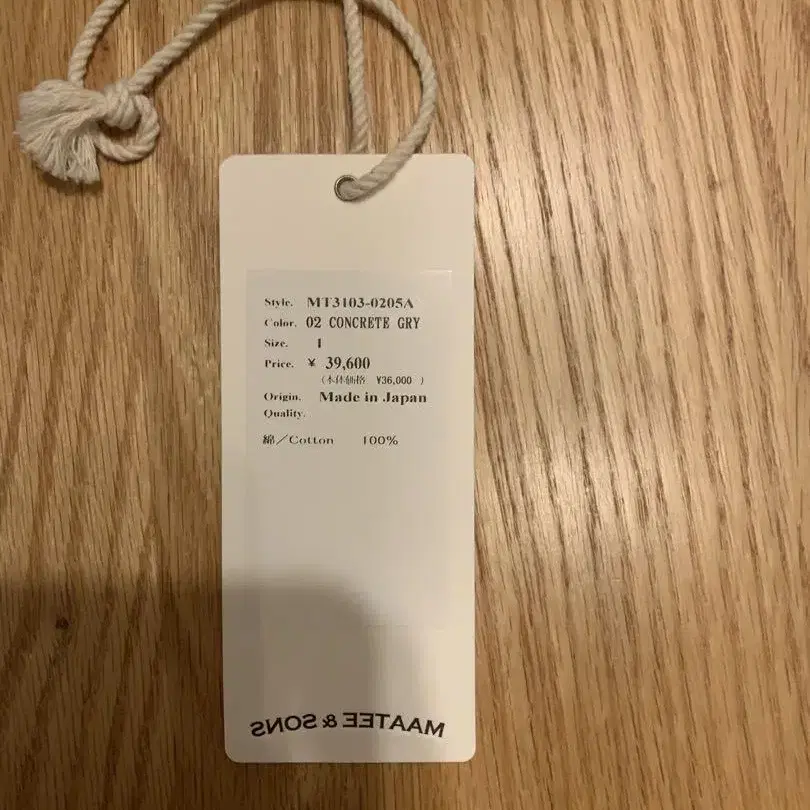 Style. MT3103-0205A
Color. 02 CONCRETE GRY
Size. 1
Price. ¥ 39,600
(本体価格 ¥36,000 )
Origin. Made in Japan
Quality.
綿/Cotton 100%
MAATEE & SONS